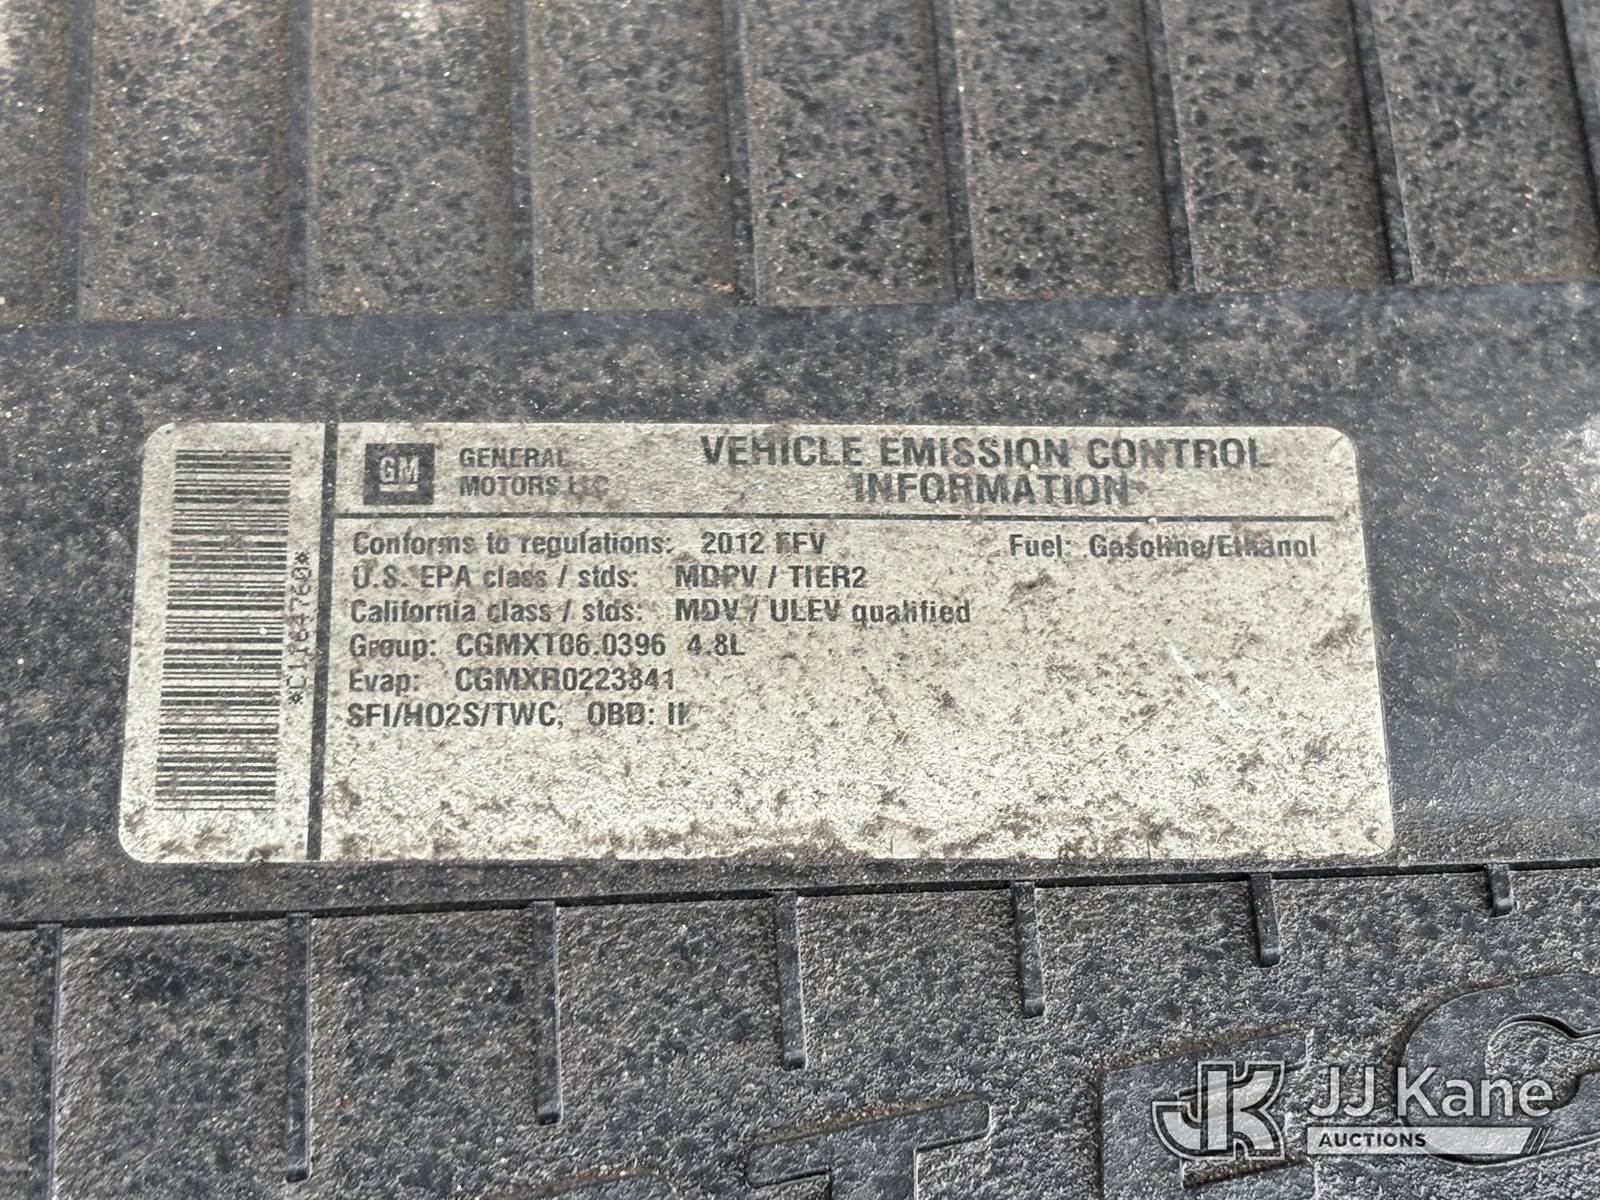 GM GENERAL MOTORS LLC
VEHICLE EMISSION CONTROL
INFORMATION
Conforms to regulations: 2012 FFV Fuel: Gasoline/Ethanol
U.S. EPA class / stds: MDPV / TIER2
California class / stds: MDV / ULEV qualified
Group: CGMXT06.0396 4.8L
Evap: CGMXR0223841
SFI/HO2S/TWC, OBD: II
JK JJ Kane
AUCTIONS